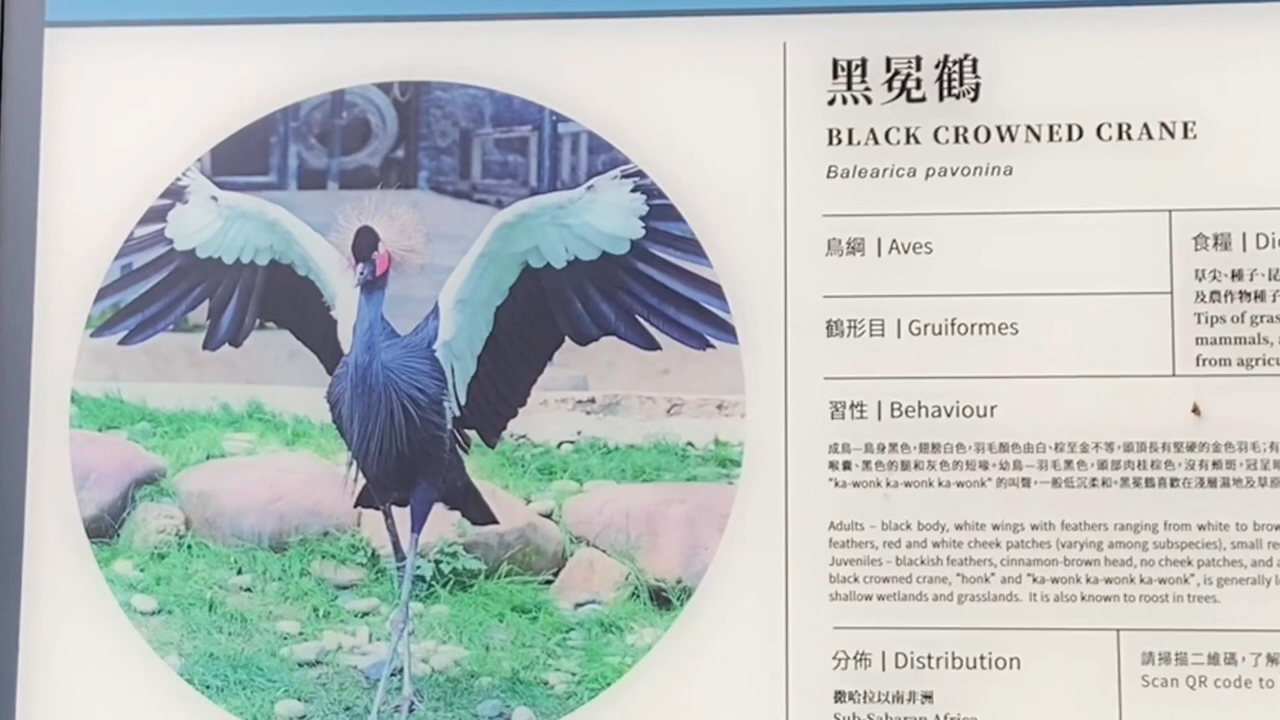 黑冕鶴
BLACK CROWNED CRANE
Balearica pavonina
鳥綱 | Aves
鶴形目 | Gruiformes
食糧 | Di
草尖、種子、昆
及農作物種子
Tips of gras
mammals,
from agricu
習性 | Behaviour
成鳥—鳥身黑色，翅膀白色，羽毛顏色由白、棕至金不等，頭頂長有堅硬的金色羽毛；有
喉囊、黑色的腿和灰色的短喙。幼鳥—羽毛黑色，頭部肉桂棕色，沒有頰斑，冠呈
"ka-wonk ka-wonk ka-wonk" 的叫聲，一般低沉柔和。黑冕鶴喜歡在淺層濕地及草原
Adults – black body, white wings with feathers ranging from white to brow
feathers, red and white cheek patches (varying among subspecies), small re
Juveniles – blackish feathers, cinnamon-brown head, no cheek patches, and a
black crowned crane, "honk" and "ka-wonk ka-wonk ka-wonk", is generally l
shallow wetlands and grasslands. It is also known to roost in trees.
分佈 | Distribution
撒哈拉以南非洲
Sub-Saharan Africa
請掃描二維碼，了解
Scan QR code to